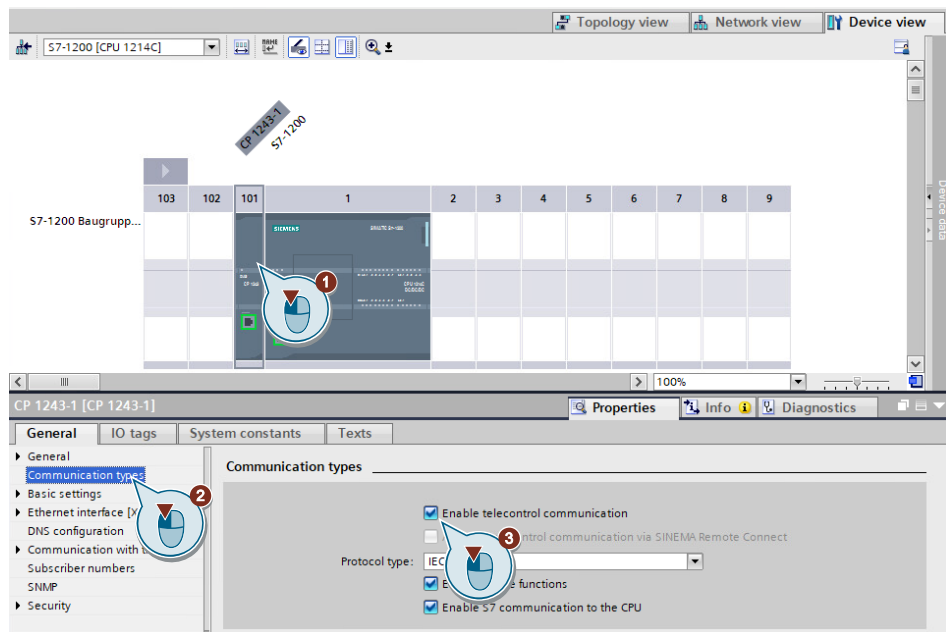 Topology view Network view Device view
S7-1200 [CPU 1214C]
CP 1243-1
S7-1200
103 102 101 1 2 3 4 5 6 7 8 9
S7-1200 Baugrupp...
SIEMENS
1
Device data
100%
CP 1243-1 [CP 1243-1] Properties Info Diagnostics
General IO tags System constants Texts
General
Communication types
Basic settings
2
Ethernet interface [X
DNS configuration
Communication with t
Subscriber numbers
SNMP
Security
Communication types
Enable telecontrol communication
3
ntrol communication via SINEMA Remote Connect
Protocol type: IEC
E functions
Enable S7 communication to the CPU